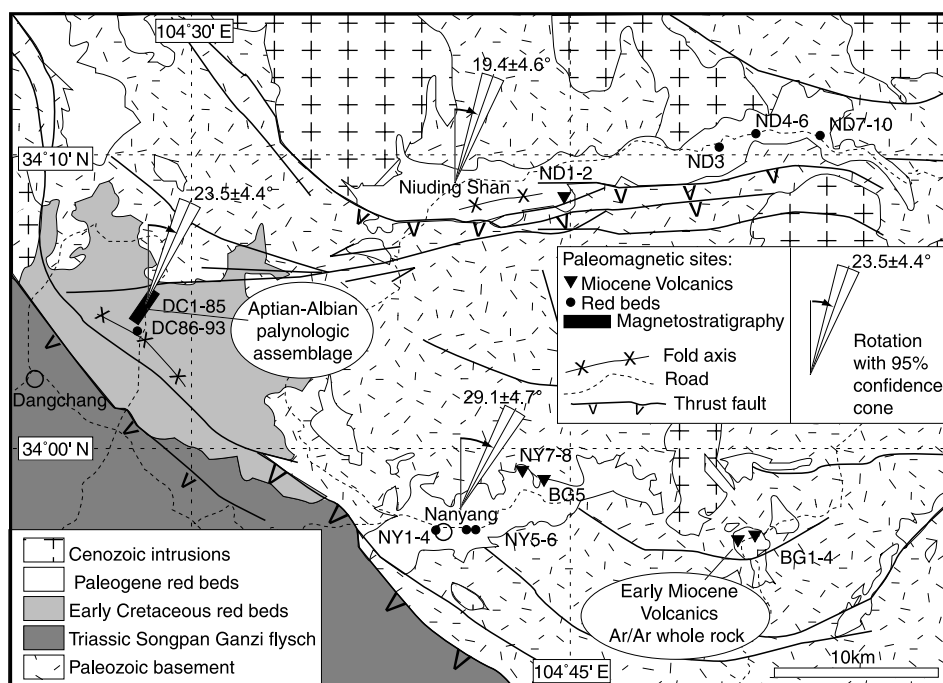 104˚30' E
19.4±4.6°
ND4-6
ND7-10
34˚10' N
ND3
Niuding Shan
ND1-2
23.5±4.4°
Paleomagnetic sites:
Miocene Volcanics
Red beds
Magnetostratigraphy
Fold axis
Road
Thrust fault
23.5±4.4°
Rotation
with 95%
confidence
cone
DC1-85
DC86-93
Aptian-Albian
palynologic
assemblage
Dangchang
29.1±4.7°
34˚00' N
NY7-8
BG5
Nanyang
NY1-4
NY5-6
BG1-4
Early Miocene
Volcanics
Ar/Ar whole rock
Cenozoic intrusions
Paleogene red beds
Early Cretaceous red beds
Triassic Songpan Ganzi flysch
Paleozoic basement
104˚45' E
10km